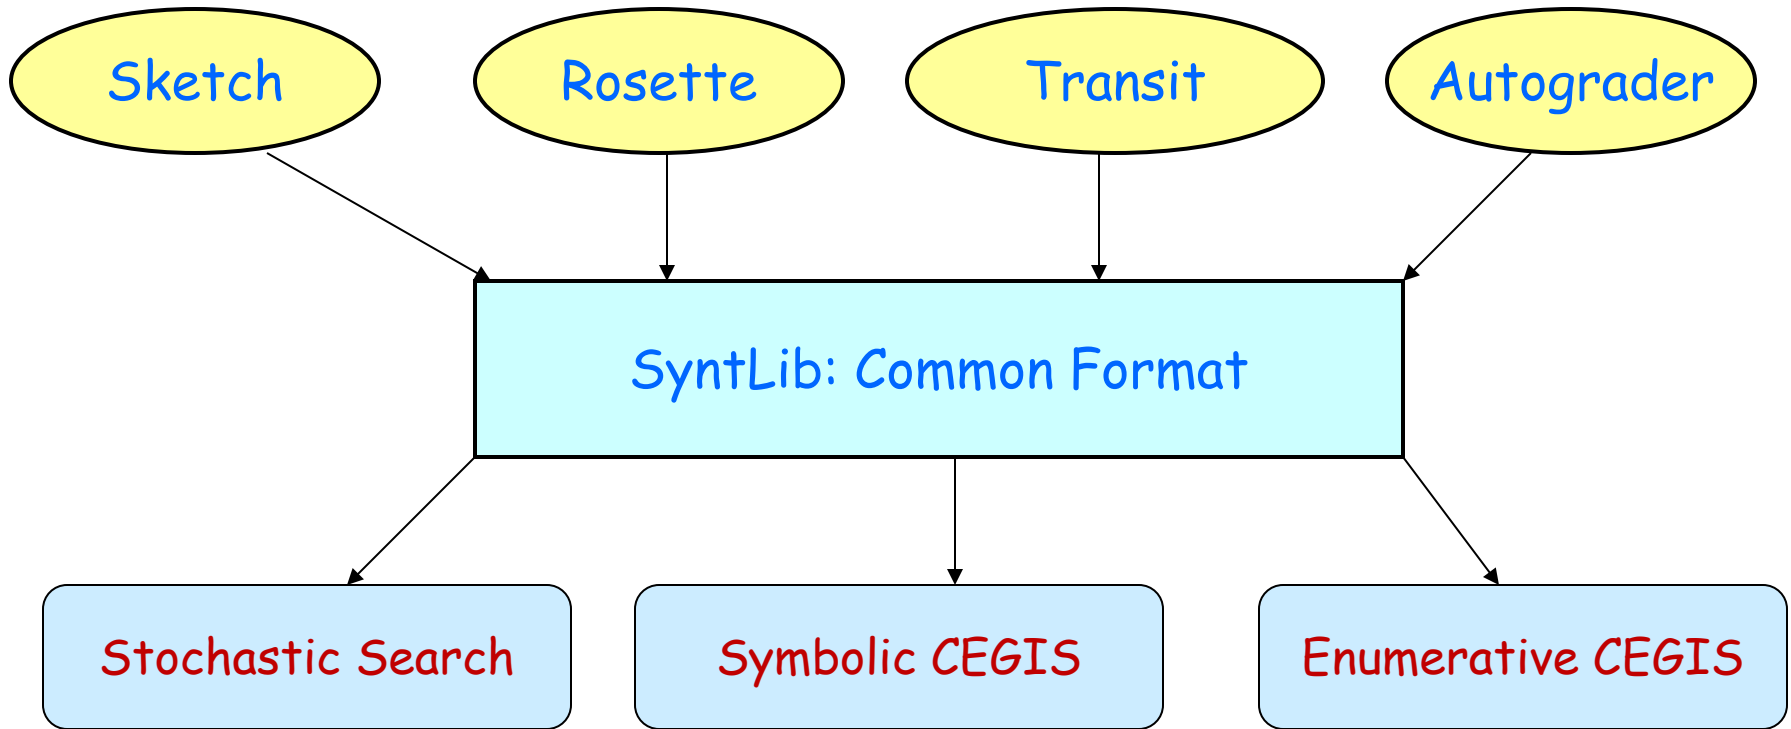 Sketch
Rosette
Transit
Autograder
SyntLib: Common Format
Stochastic Search
Symbolic CEGIS
Enumerative CEGIS